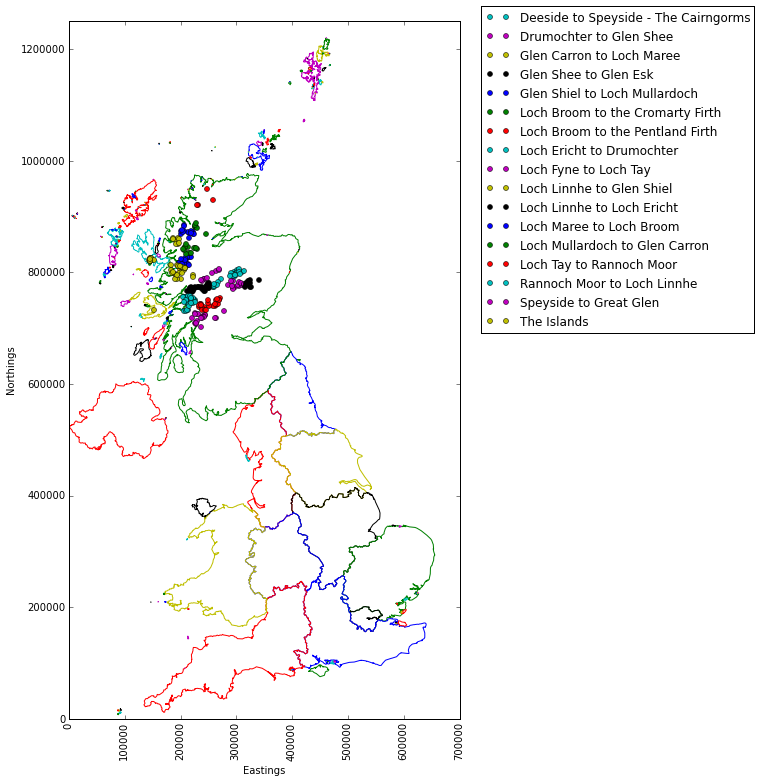 Deeside to Speyside - The Cairngorms
Drumochter to Glen Shee
Glen Carron to Loch Maree
Glen Shee to Glen Esk
Glen Shiel to Loch Mullardoch
Loch Broom to the Cromarty Firth
Loch Broom to the Pentland Firth
Loch Ericht to Drumochter
Loch Fyne to Loch Tay
Loch Linnhe to Glen Shiel
Loch Linnhe to Loch Ericht
Loch Maree to Loch Broom
Loch Mullardoch to Glen Carron
Loch Tay to Rannoch Moor
Rannoch Moor to Loch Linnhe
Speyside to Great Glen
The Islands
1200000
1000000
800000
600000
400000
200000
0
Northings
0
100000
200000
300000
400000
500000
600000
700000
Eastings